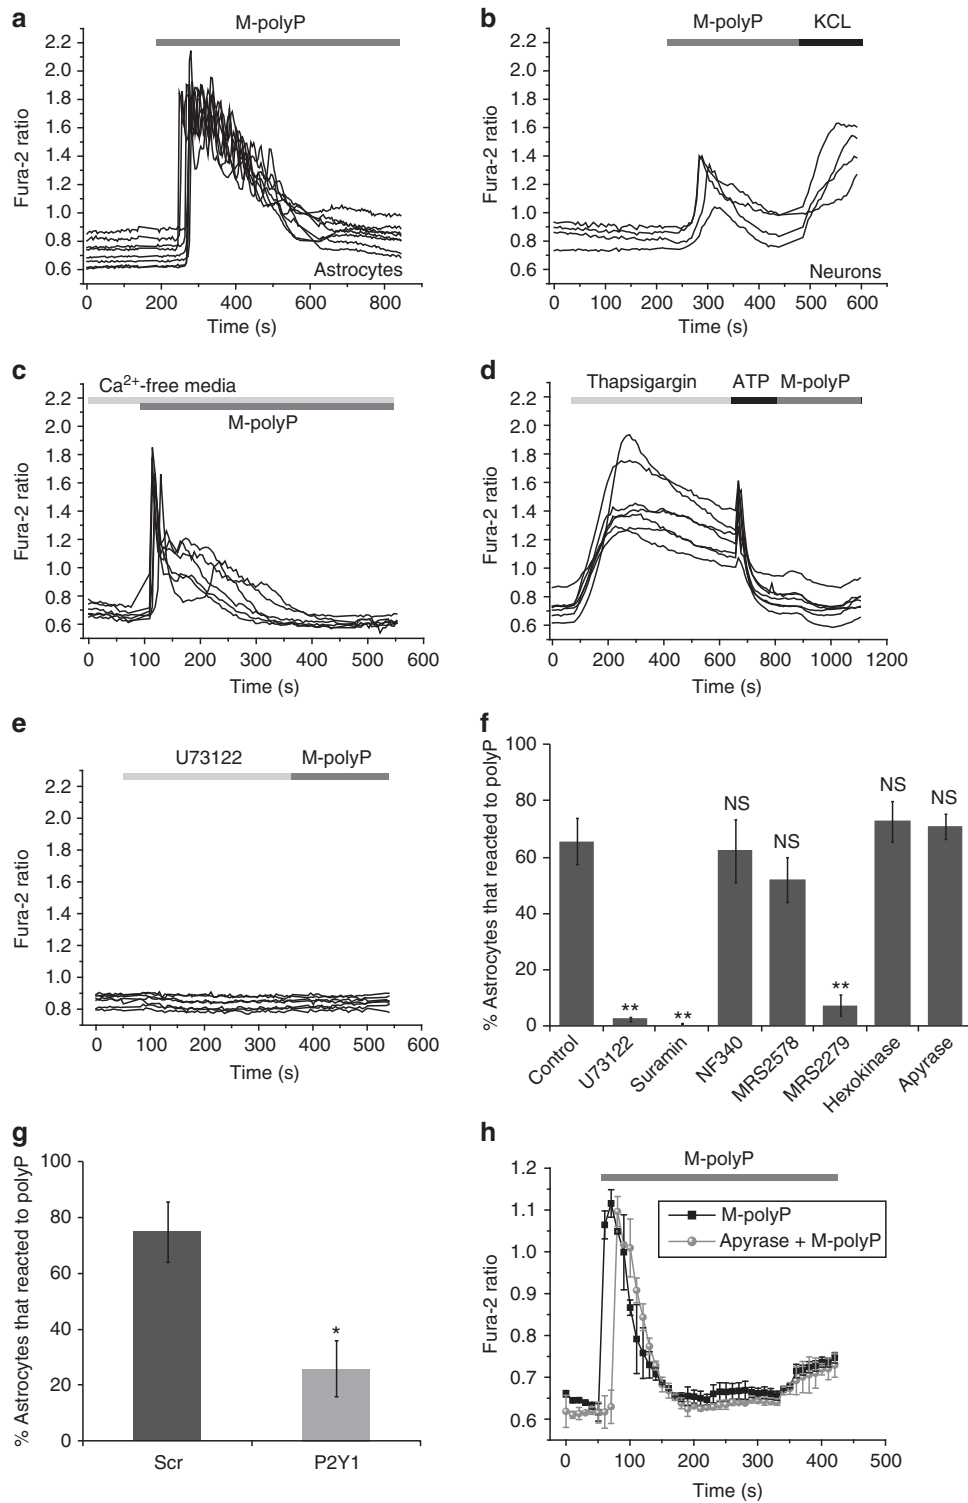 a
M-polyP
2.2
2.0
1.8
1.6
1.4
1.2
1.0
0.8
0.6
Fura-2 ratio
Astrocytes
0 200 400 600 800
Time (s)
b
M-polyP KCL
2.2
2.0
1.8
1.6
1.4
1.2
1.0
0.8
0.6
Fura-2 ratio
Neurons
0 100 200 300 400 500 600
Time (s)
c
Ca2+-free media
M-polyP
2.2
2.0
1.8
1.6
1.4
1.2
1.0
0.8
0.6
Fura-2 ratio
0 100 200 300 400 500 600
Time (s)
d
Thapsigargin ATP M-polyP
2.2
2.0
1.8
1.6
1.4
1.2
1.0
0.8
0.6
Fura-2 ratio
0 200 400 600 800 1000 1200
Time (s)
e
U73122 M-polyP
2.2
2.0
1.8
1.6
1.4
1.2
1.0
0.8
Fura-2 ratio
0 100 200 300 400 500 600
Time (s)
f
100
80
60
40
20
0
% Astrocytes that reacted to polyP
** ** NS NS ** NS NS
Control
U73122
Suramin
NF340
MRS2578
MRS2279
Hexokinase
Apyrase
g
100
80
60
40
20
0
% Astrocytes that reacted to polyP
*
Scr P2Y1
h
M-polyP
1.2
1.1
1.0
0.9
0.8
0.7
0.6
Fura-2 ratio
M-polyP
Apyrase + M-polyP
0 100 200 300 400 500
Time (s)